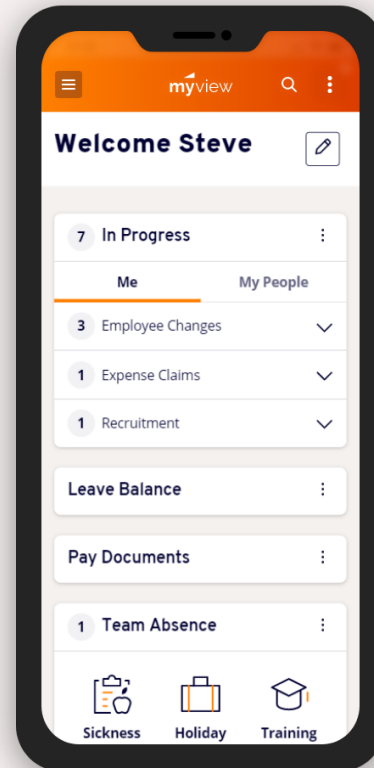 myview
Welcome Steve
7 In Progress
Me My People
3 Employee Changes
1 Expense Claims
1 Recruitment
Leave Balance
Pay Documents
1 Team Absence
Sickness Holiday Training